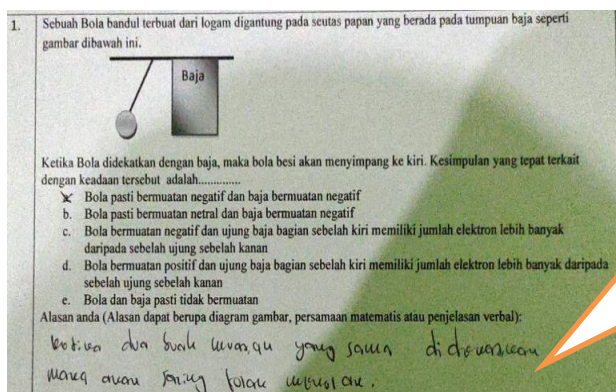 1. Sebuah Bola bandul terbuat dari logam digantung pada seutas papan yang berada pada tumpuan baja seperti
gambar dibawah ini.
Baja
Ketika Bola didekatkan dengan baja, maka bola besi akan menyimpang ke kiri. Kesimpulan yang tepat terkait
dengan keadaan tersebut adalah..............
a. Bola pasti bermuatan negatif dan baja bermuatan negatif
b. Bola pasti bermuatan netral dan baja bermuatan negatif
c. Bola bermuatan negatif dan ujung baja bagian sebelah kiri memiliki jumlah elektron lebih banyak
daripada sebelah ujung sebelah kanan
d. Bola bermuatan positif dan ujung baja bagian sebelah kiri memiliki jumlah elektron lebih banyak daripada
sebelah ujung sebelah kanan
e. Bola dan baja pasti tidak bermuatan
Alasan anda (Alasan dapat berupa diagram gambar, persamaan matematis atau penjelasan verbal):
ketika dua buah muatan yang sama di dekatkan
maka akan saling tolak menolak.